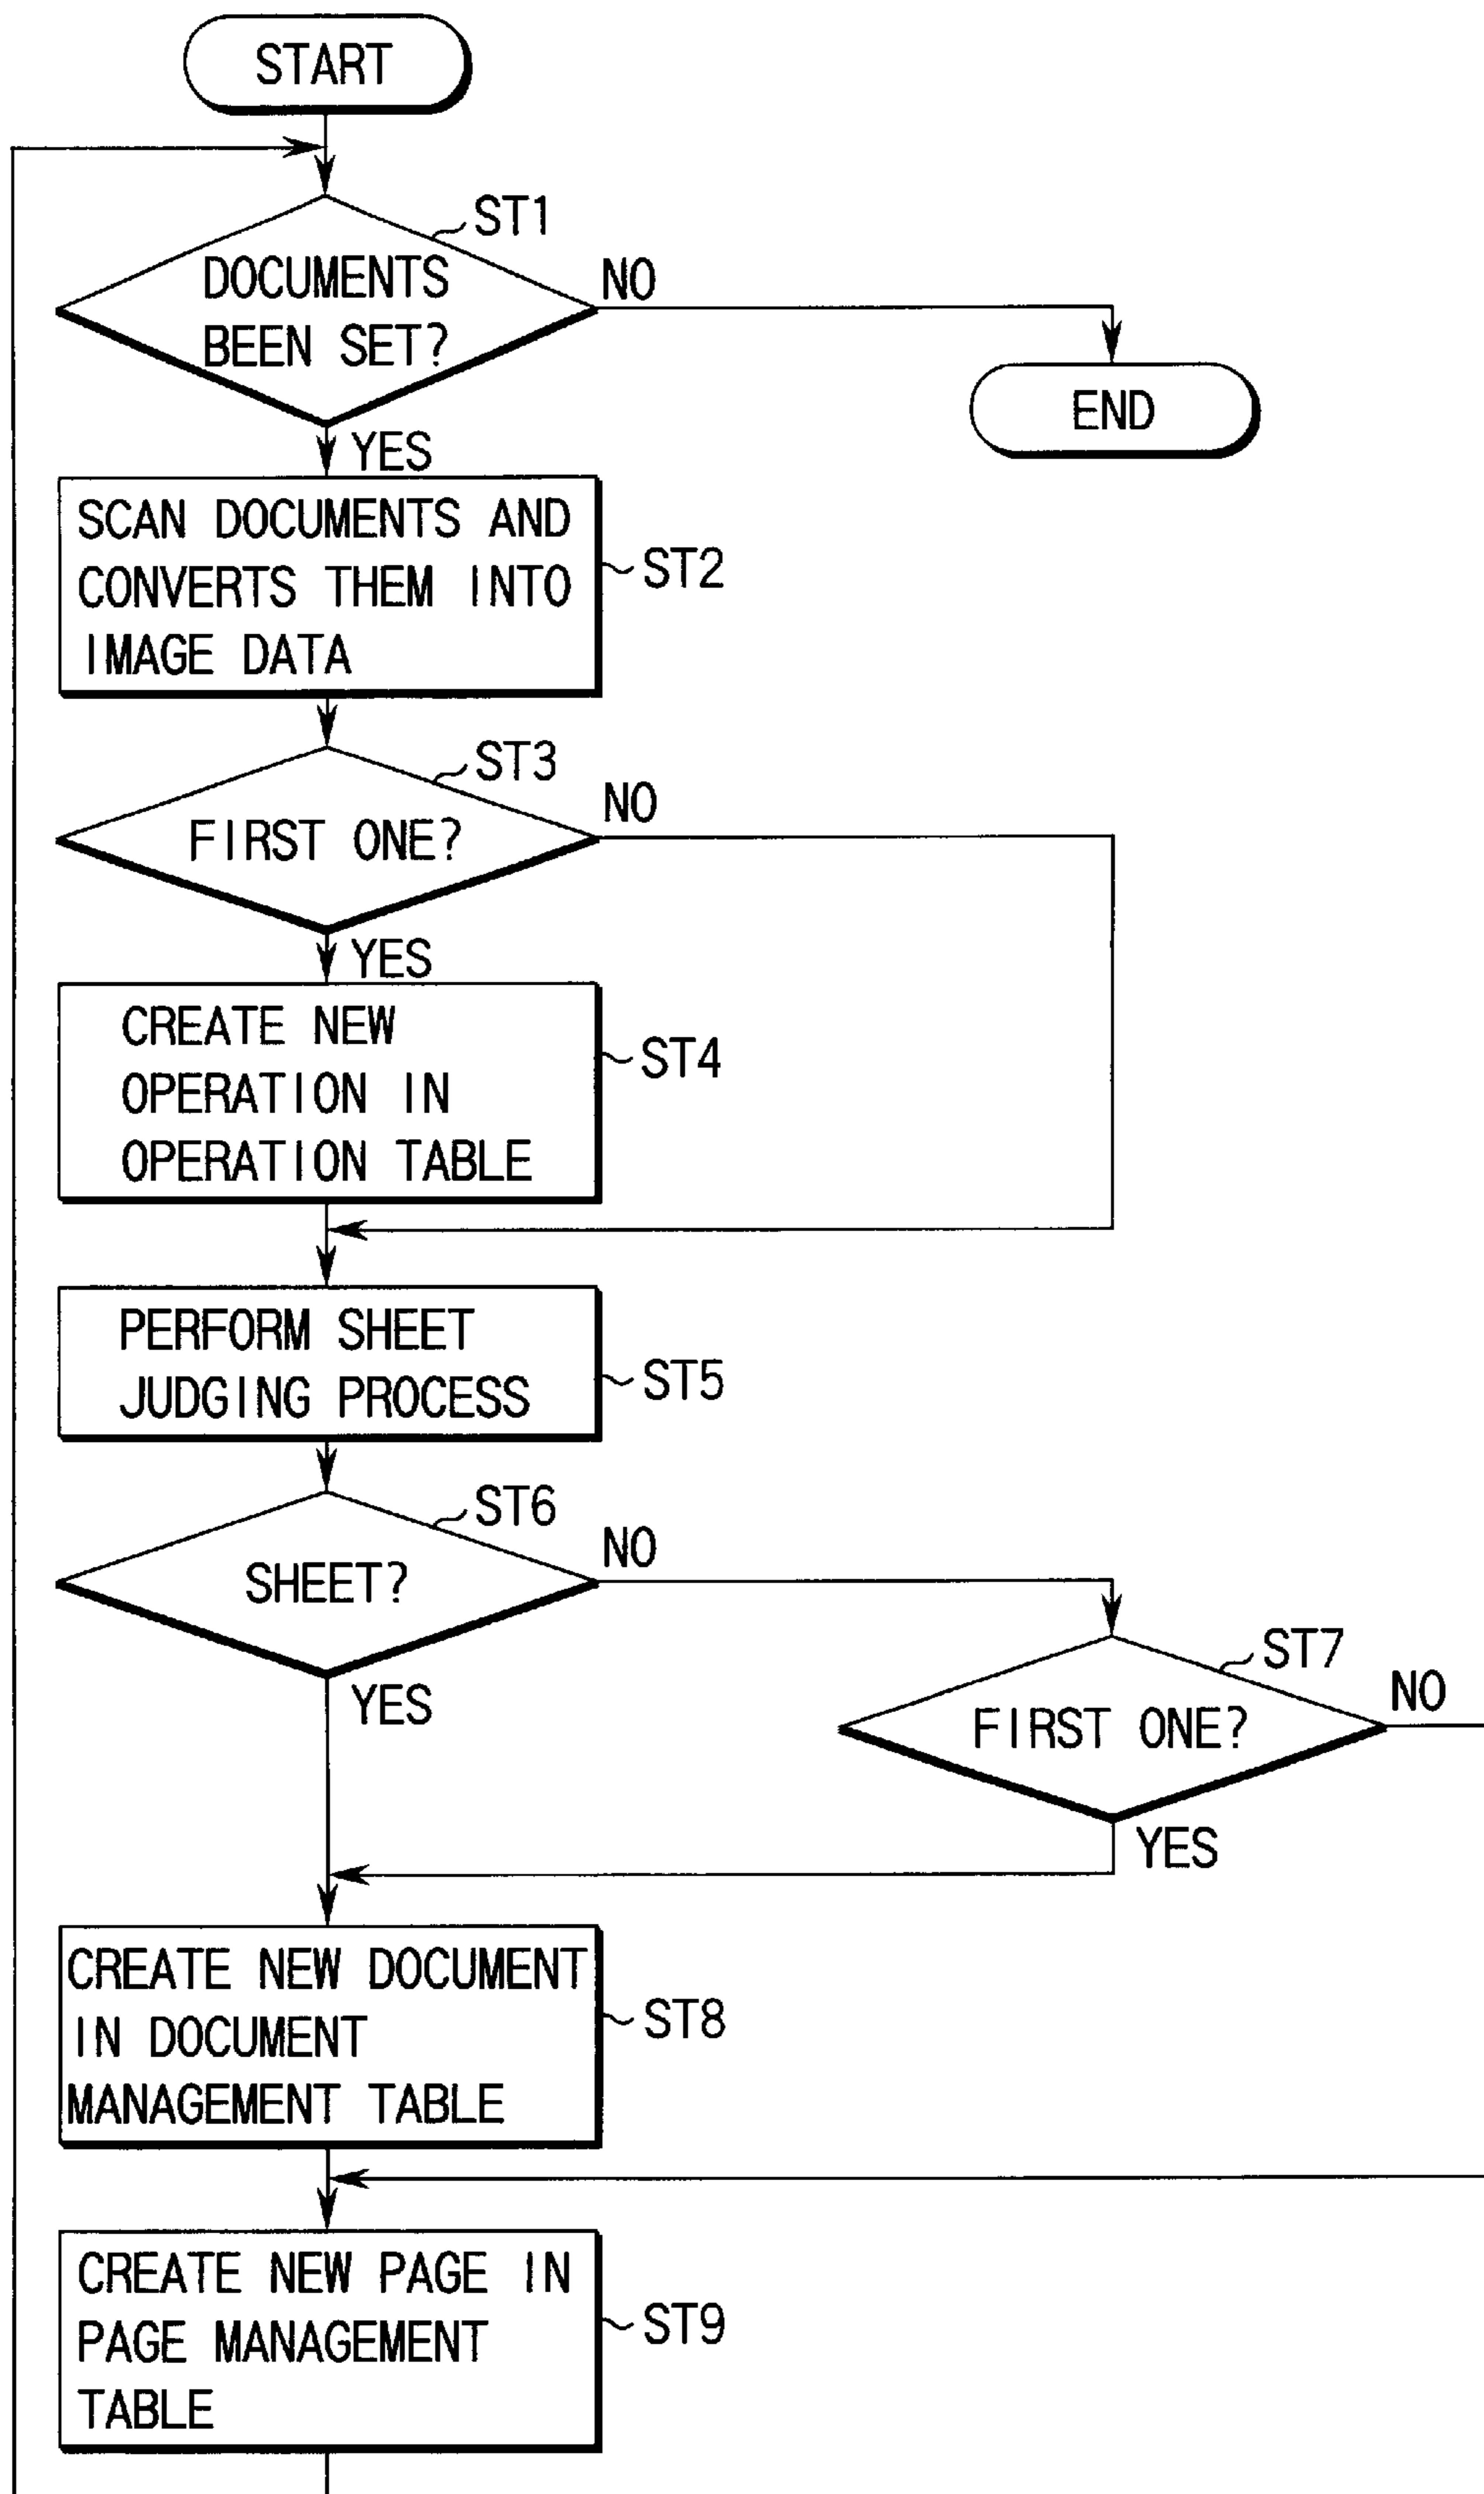 START
ST1
DOCUMENTS
BEEN SET?
NO
END
YES
SCAN DOCUMENTS AND
CONVERTS THEM INTO
IMAGE DATA
ST2
ST3
FIRST ONE?
NO
YES
CREATE NEW
OPERATION IN
OPERATION TABLE
ST4
PERFORM SHEET
JUDGING PROCESS
ST5
ST6
SHEET?
NO
YES
ST7
FIRST ONE?
NO
YES
CREATE NEW DOCUMENT
IN DOCUMENT
MANAGEMENT TABLE
ST8
CREATE NEW PAGE IN
PAGE MANAGEMENT
TABLE
ST9